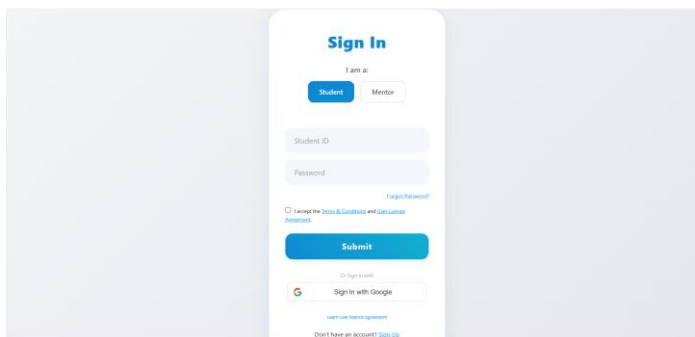 Sign In
I am a:
Student
Mentor
Student ID
Password
Forgot Password?
I accept the Terms & Conditions and User License
Agreement.
Submit
Or Sign in with
Sign in with Google
Learn user licence agreement
Don't have an account? Sign Up